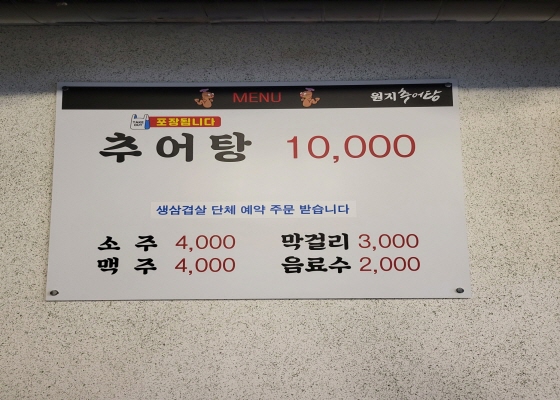 MENU 원지추어탕
포장됩니다
추어탕 10,000
생삼겹살 단체 예약 주문 받습니다
소주 4,000 막걸리 3,000
맥주 4,000 음료수 2,000